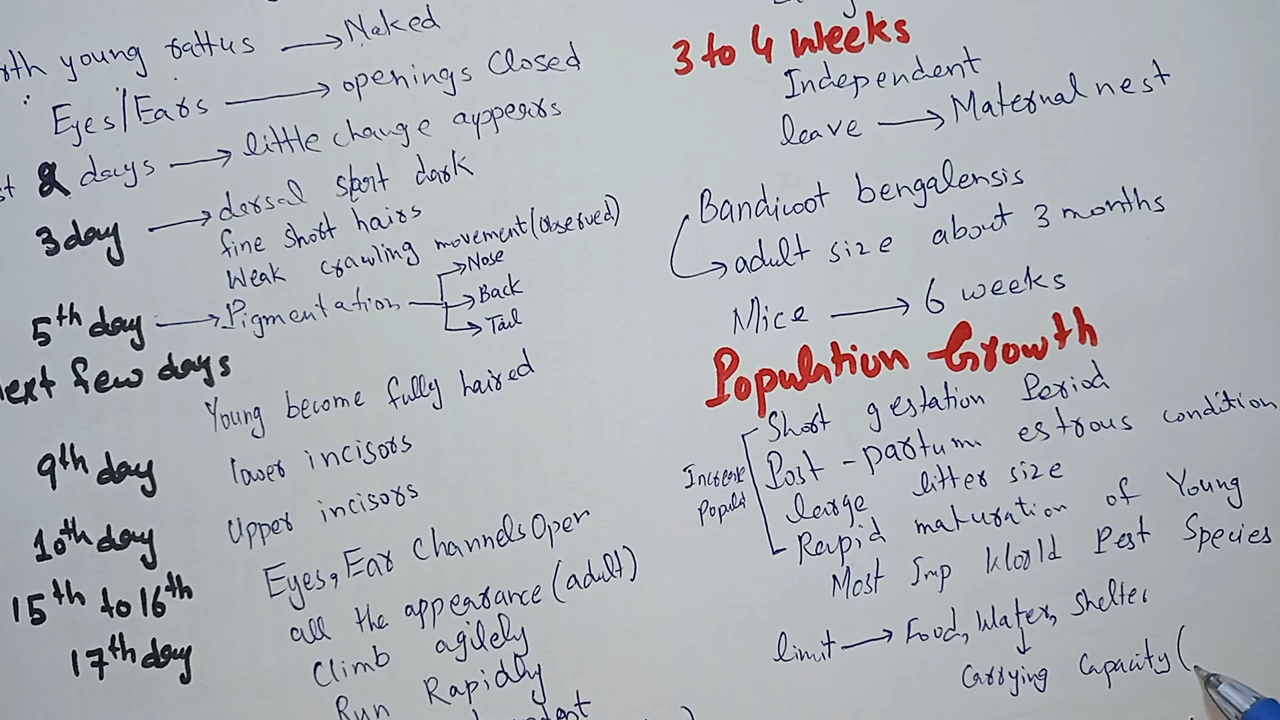 young rattus → Naked
Eyes/Ears → openings Closed
2 days → little change appears
3 day → dorsal start dark
fine short hairs
Weak crawling movement (observed)
5th day → Pigmentation → Nose
→ Back
→ Tail
next few days
Young become fully haired
9th day lower incisors
10th day Upper incisors
15th to 16th Eyes, Ear Channels Open
17th day all the appearance (adult)
Climb agilely
Run Rapidly
3 to 4 Weeks
Independent
leave → Maternal nest
Bandicoot bengalensis
→ adult size about 3 months
Mice → 6 weeks
Population Growth
Increase Popul
Short gestation Period
Post-partum estrous condition
large litter size
Rapid maturation of Young
Most Imp World Pest Species
limit → Food, Water, Shelter
↓
Carrying Capacity (